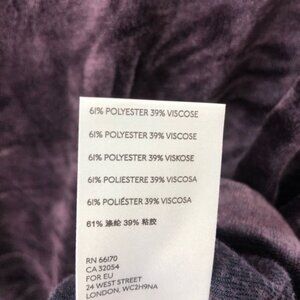 61% POLYESTER 39% VISCOSE
61% POLYESTER 39% VISCOSE
61% POLYESTER 39% VISKOSE
61% POLIESTERE 39% VISCOSA
61% POLIÉSTER 39% VISCOSA
61% 涤纶 39% 粘胶
RN 66170
CA 32054
FOR EU
24 WEST STREET
LONDON, WC2H9NA